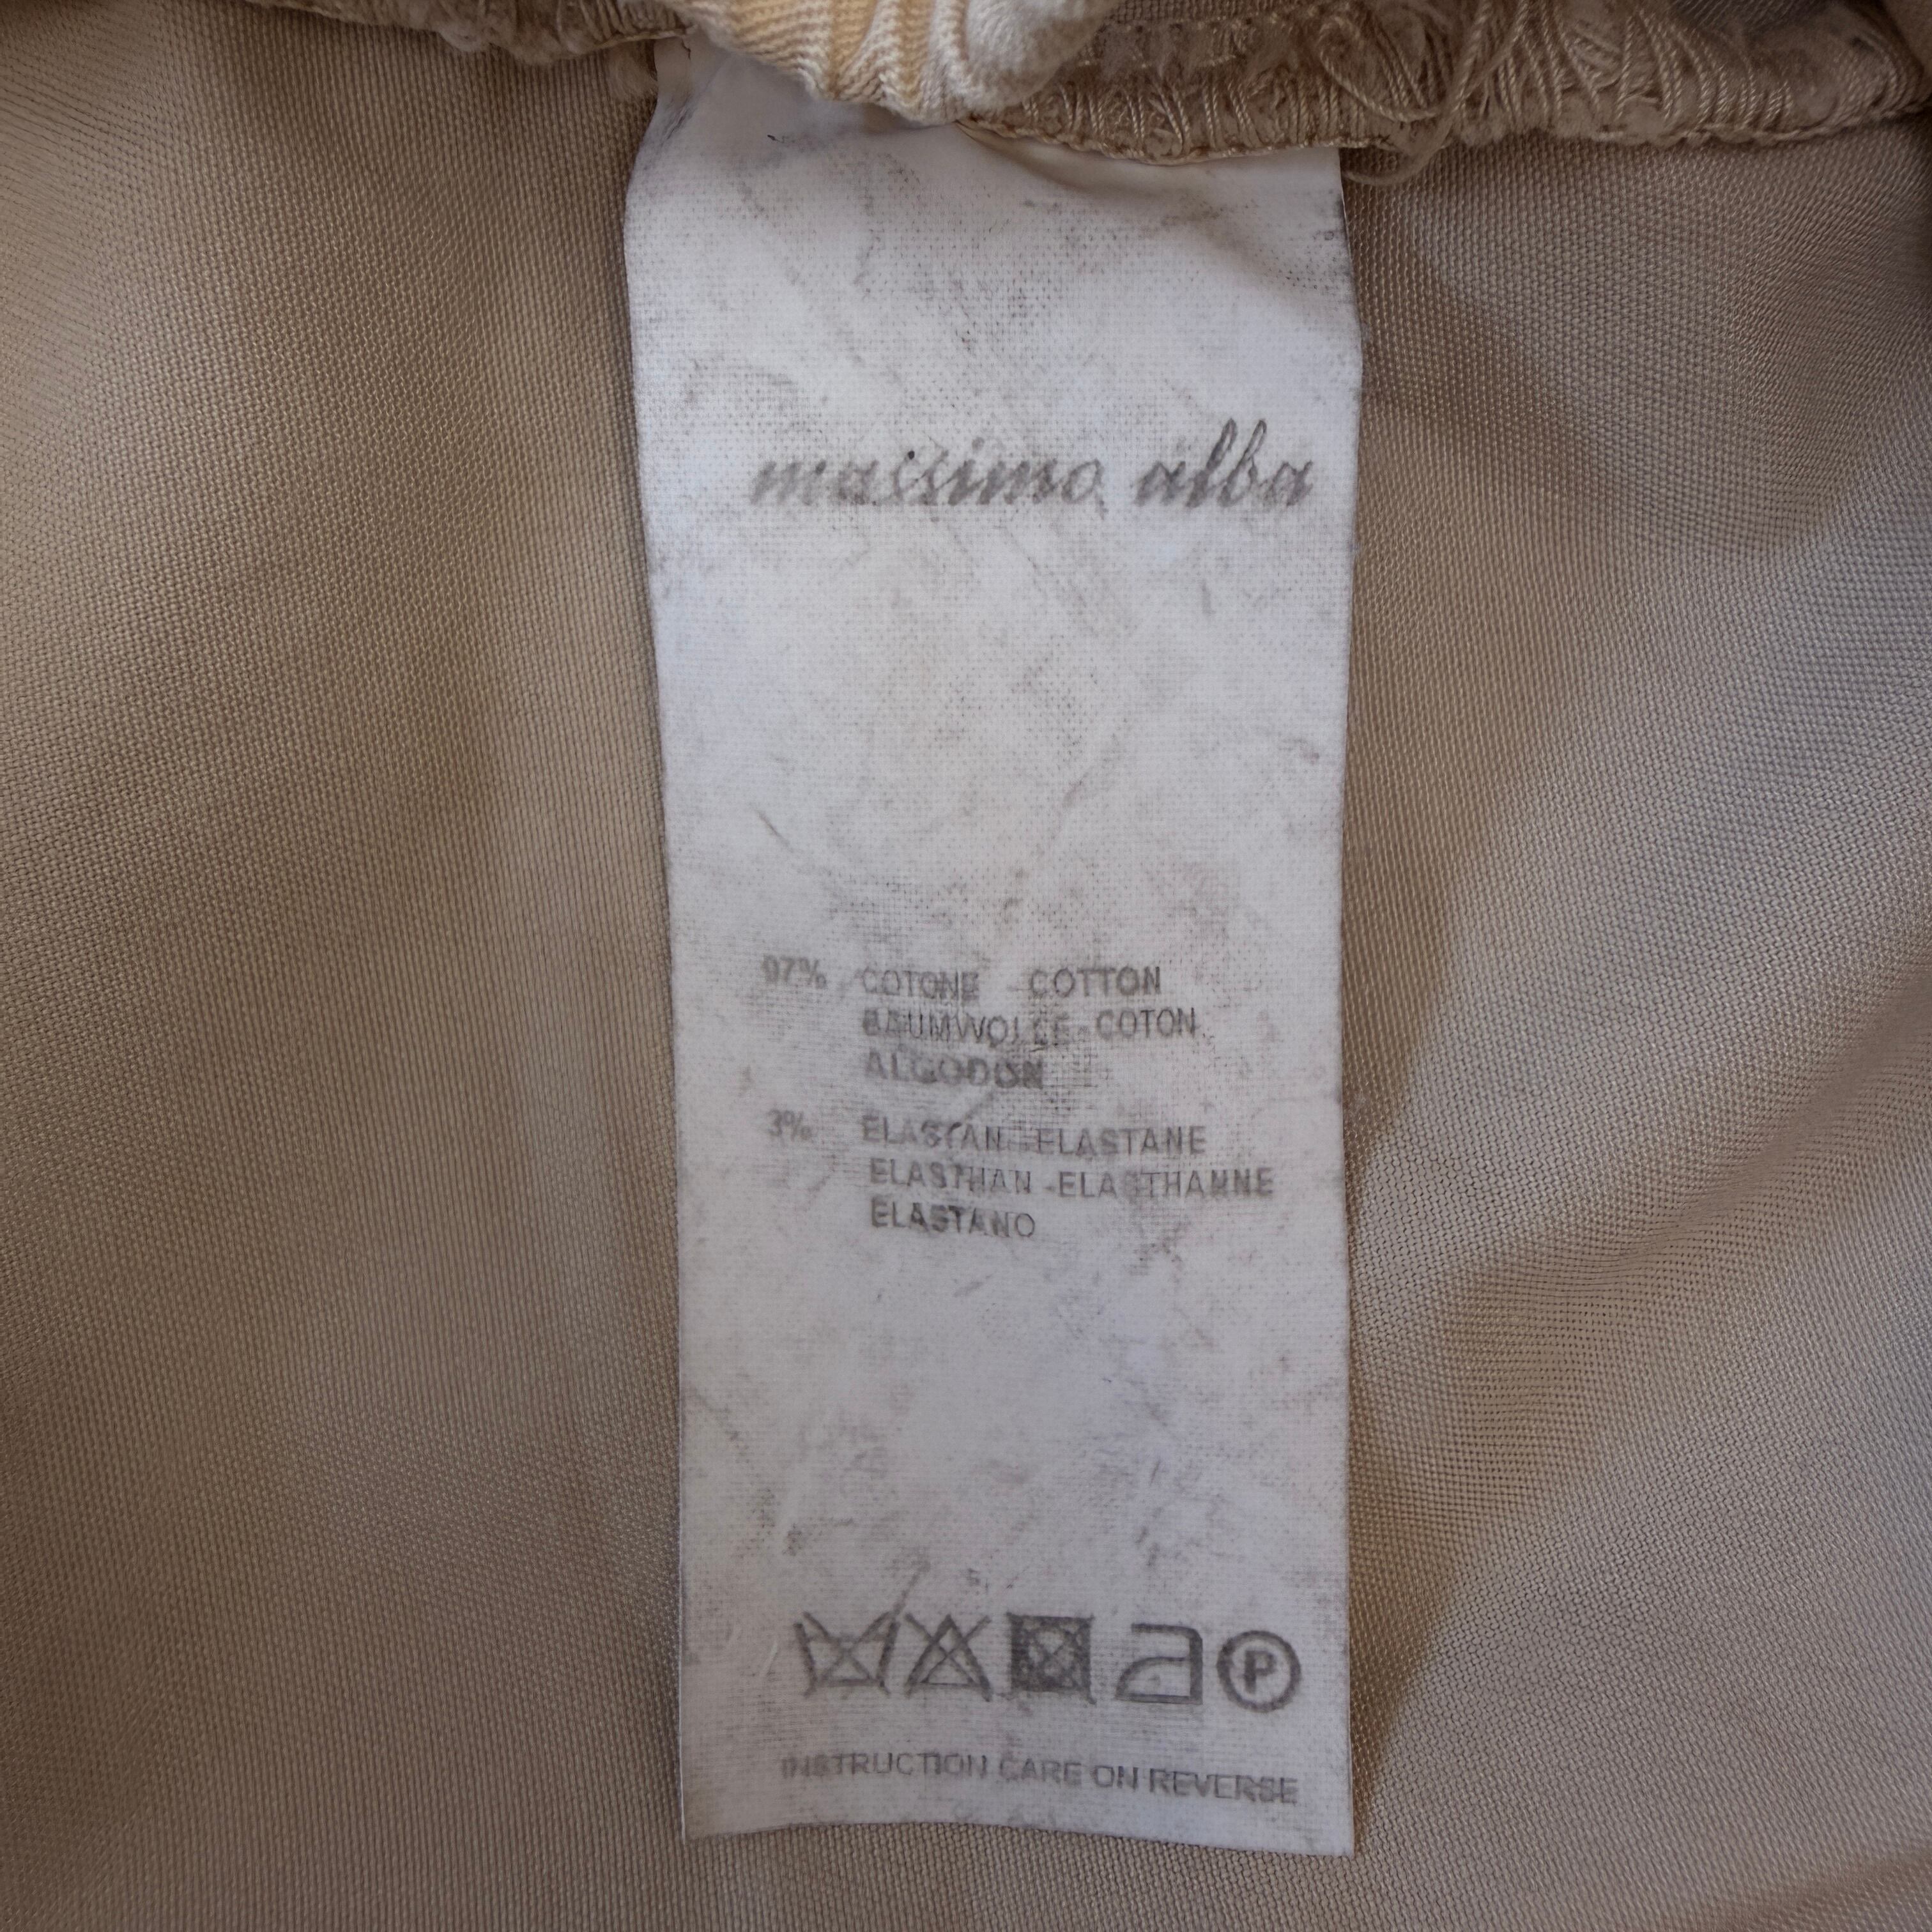 massimo alba
97% COTONE - COTTON
BAUMWOLLE - COTON
ALGODON
3% ELASTAN - ELASTANE
ELASTHAN - ELASTHANNE
ELASTANO
P
INSTRUCTION CARE ON REVERSE